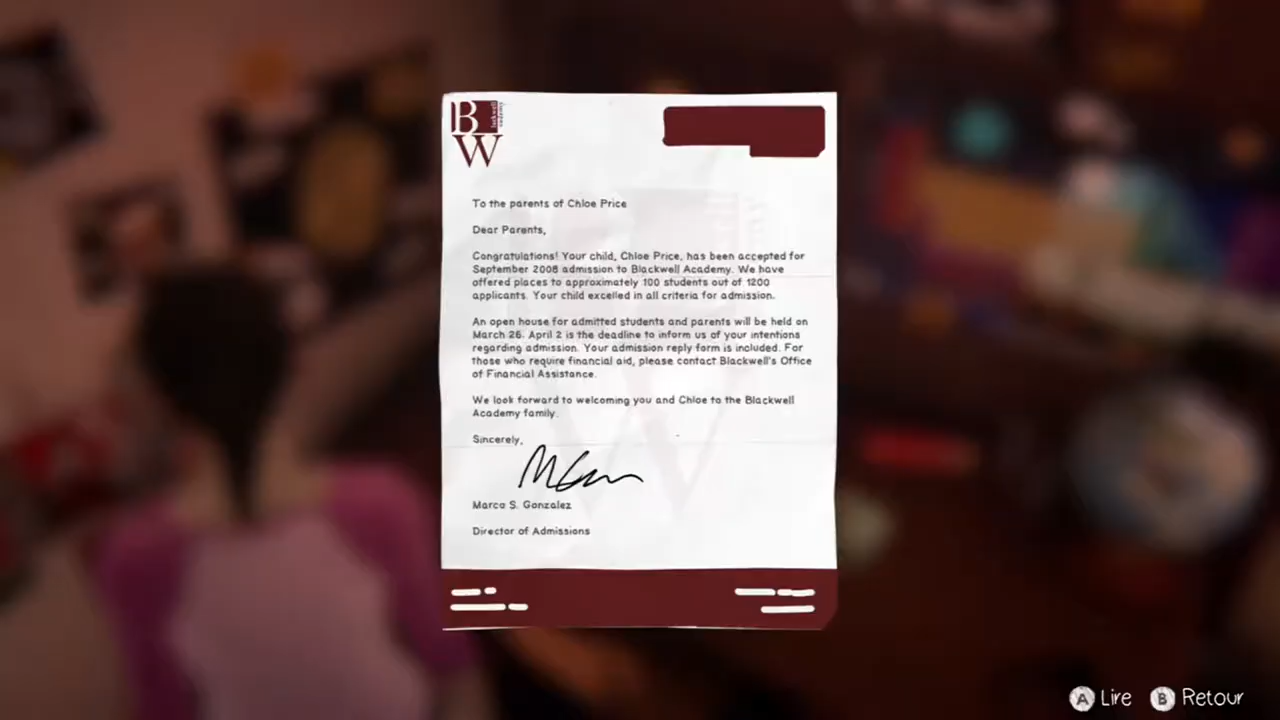 B
Blackwell
Academy
W
To the parents of Chloe Price
Dear Parents,
Congratulations! Your child, Chloe Price, has been accepted for
September 2008 admission to Blackwell Academy. We have
offered places to approximately 100 students out of 1200
applicants. Your child excelled in all criteria for admission.
An open house for admitted students and parents will be held on
March 26. April 2 is the deadline to inform us of your intentions
regarding admission. Your admission reply form is included. For
those who require financial aid, please contact Blackwell's Office
of Financial Assistance.
We look forward to welcoming you and Chloe to the Blackwell
Academy family.
Sincerely,
Marca S. Gonzalez
Director of Admissions
A Lire B Retour